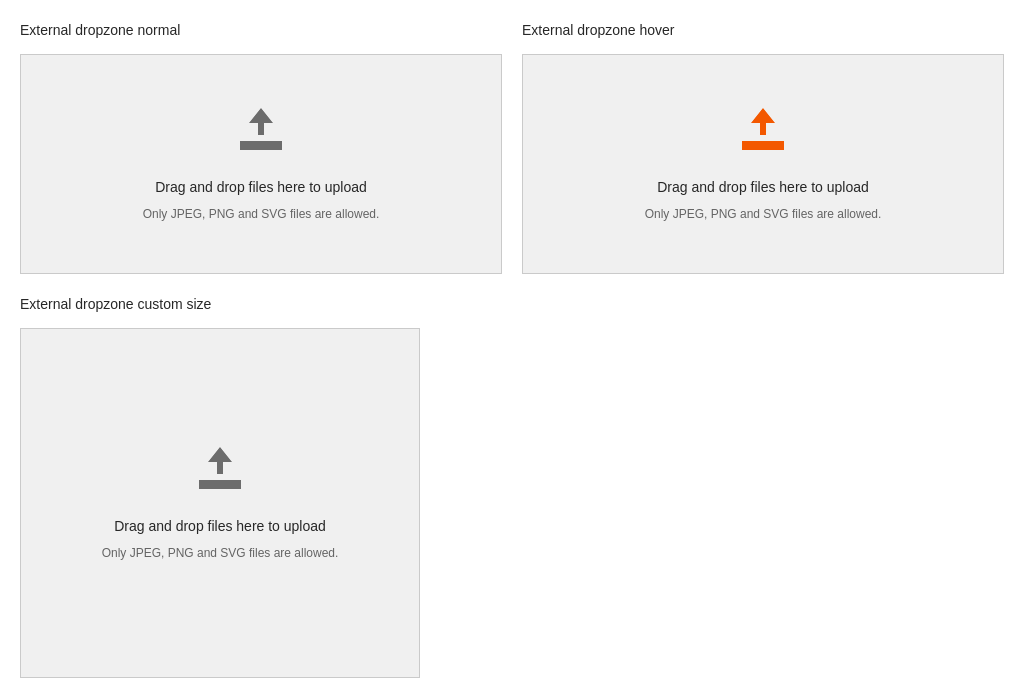 External dropzone normal
Drag and drop files here to upload
Only JPEG, PNG and SVG files are allowed.
External dropzone hover
Drag and drop files here to upload
Only JPEG, PNG and SVG files are allowed.
External dropzone custom size
Drag and drop files here to upload
Only JPEG, PNG and SVG files are allowed.